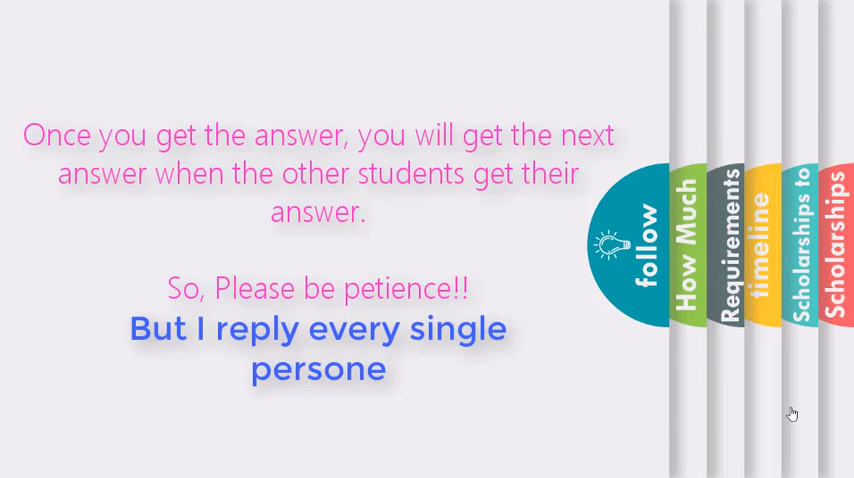 Once you get the answer, you will get the next
answer when the other students get their
answer.
So, Please be petience!!
But I reply every single
persone
follow
How Much
Requirements
timeline
Scholarships to
Scholarships